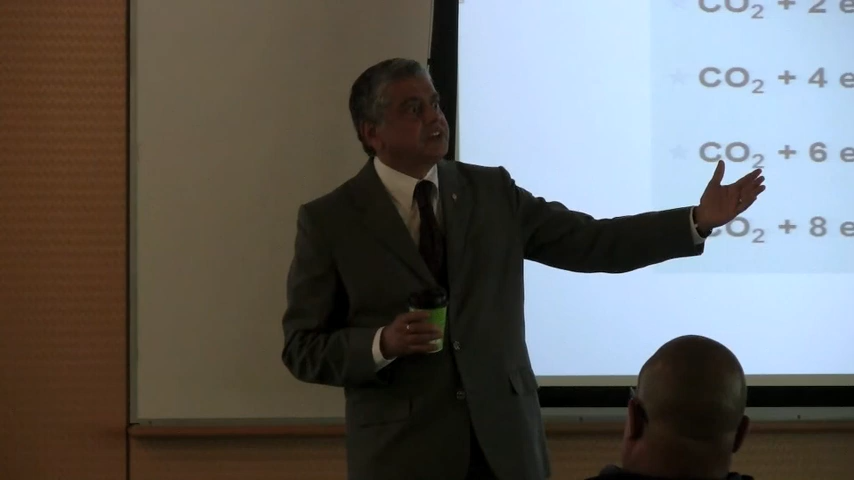 CO₂ + 2 e
CO₂ + 4 e
CO₂ + 6 e
CO₂ + 8 e